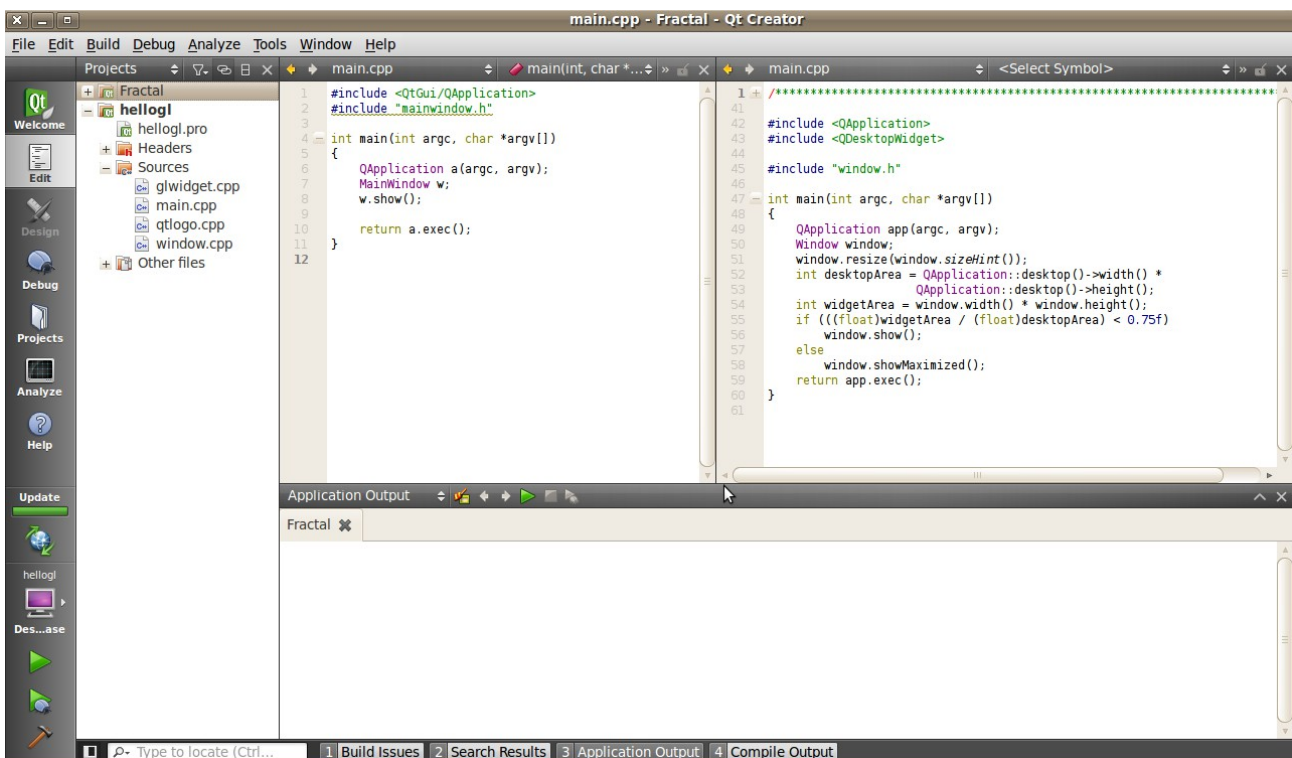 main.cpp - Fractal - Qt Creator
File Edit Build Debug Analyze Tools Window Help
Projects
main.cpp
main(int, char *...
»
main.cpp
<Select Symbol>
»
Welcome
Edit
Design
Debug
Projects
Analyze
Help
Update
hellogl
Des...ase
Fractal
hellogl
hellogl.pro
Headers
Sources
glwidget.cpp
main.cpp
qtlogo.cpp
window.cpp
Other files
1 #include <QtGui/QApplication>
2 #include "mainwindow.h"
3
4 int main(int argc, char *argv[])
5 {
6     QApplication a(argc, argv);
7     MainWindow w;
8     w.show();
9
10     return a.exec();
11 }
12
1 /*****************************************************************************
41
42 #include <QApplication>
43 #include <QDesktopWidget>
44
45 #include "window.h"
46
47 int main(int argc, char *argv[])
48 {
49     QApplication app(argc, argv);
50     Window window;
51     window.resize(window.sizeHint());
52     int desktopArea = QApplication::desktop()->width() *
53                      QApplication::desktop()->height();
54     int widgetArea = window.width() * window.height();
55     if (((float)widgetArea / (float)desktopArea) < 0.75f)
56         window.show();
57     else
58         window.showMaximized();
59     return app.exec();
60 }
61
Application Output
Fractal
Type to locate (Ctrl...
1 Build Issues 2 Search Results 3 Application Output 4 Compile Output